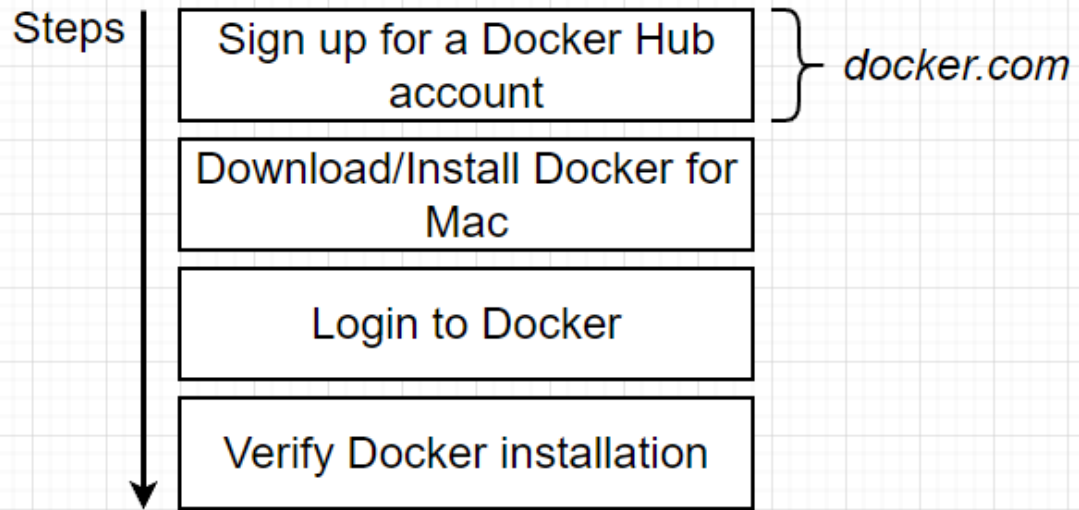 Steps
Sign up for a Docker Hub
account
docker.com
Download/Install Docker for
Mac
Login to Docker
Verify Docker installation